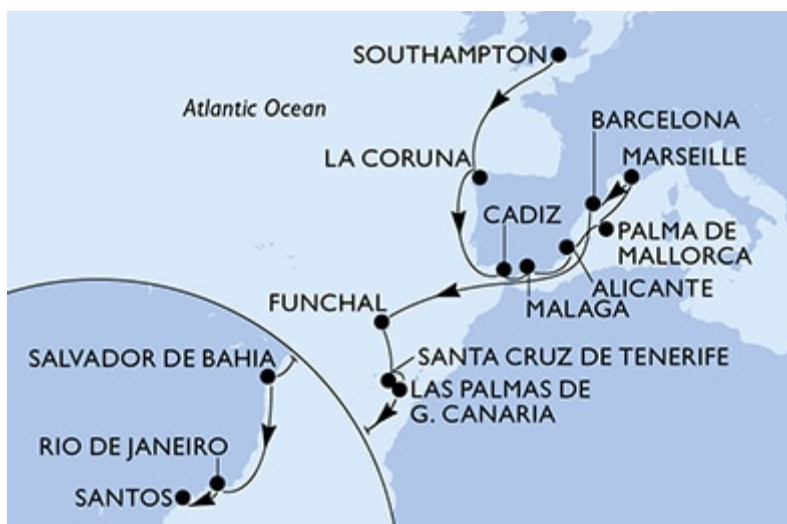 SOUTHAMPTON
Atlantic Ocean
BARCELONA
LA CORUNA
MARSEILLE
CADIZ
PALMA DE
MALLORCA
ALICANTE
MALAGA
FUNCHAL
SALVADOR DE BAHIA
SANTA CRUZ DE TENERIFE
LAS PALMAS DE
G. CANARIA
RIO DE JANEIRO
SANTOS